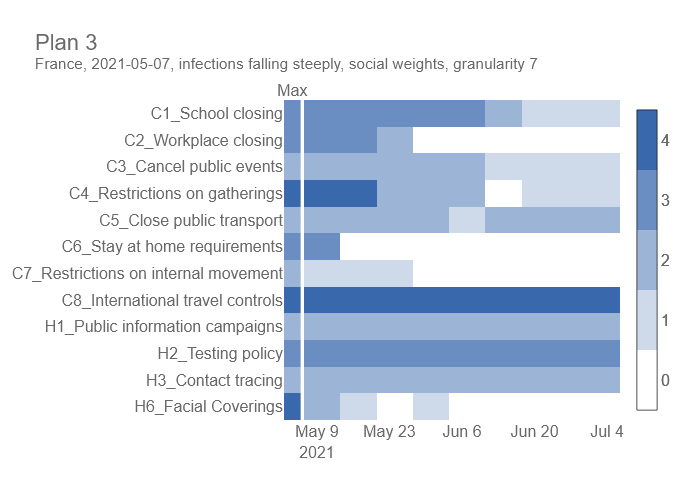 Plan 3
France, 2021-05-07, infections falling steeply, social weights, granularity 7
Max
C1_School closing
C2_Workplace closing
C3_Cancel public events
C4_Restrictions on gatherings
C5_Close public transport
C6_Stay at home requirements
C7_Restrictions on internal movement
C8_International travel controls
H1_Public information campaigns
H2_Testing policy
H3_Contact tracing
H6_Facial Coverings
May 9 May 23 Jun 6 Jun 20 Jul 4
2021
4
3
2
1
0